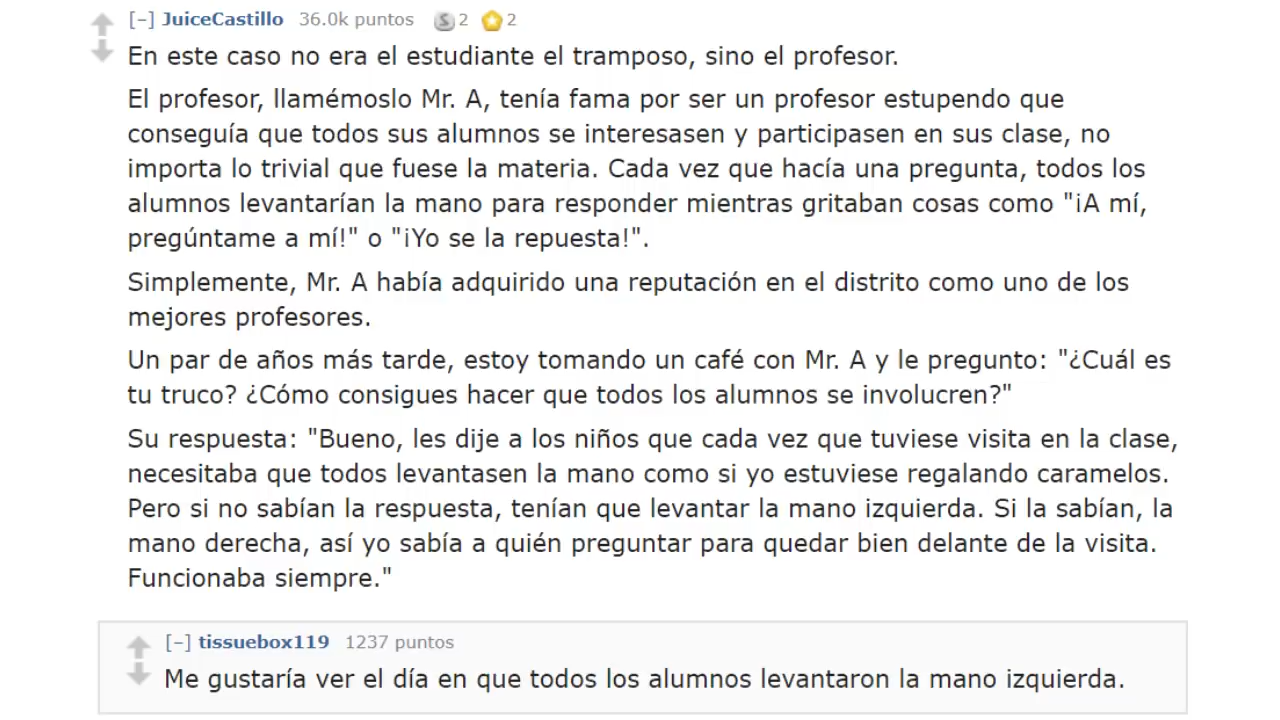 [–] JuiceCastillo 36.0k puntos S 2 2
En este caso no era el estudiante el tramposo, sino el profesor.
El profesor, llamémoslo Mr. A, tenía fama por ser un profesor estupendo que
conseguía que todos sus alumnos se interesasen y participasen en sus clase, no
importa lo trivial que fuese la materia. Cada vez que hacía una pregunta, todos los
alumnos levantarían la mano para responder mientras gritaban cosas como "¡A mí,
pregúntame a mí!" o "¡Yo se la repuesta!".
Simplemente, Mr. A había adquirido una reputación en el distrito como uno de los
mejores profesores.
Un par de años más tarde, estoy tomando un café con Mr. A y le pregunto: "¿Cuál es
tu truco? ¿Cómo consigues hacer que todos los alumnos se involucren?"
Su respuesta: "Bueno, les dije a los niños que cada vez que tuviese visita en la clase,
necesitaba que todos levantasen la mano como si yo estuviese regalando caramelos.
Pero si no sabían la respuesta, tenían que levantar la mano izquierda. Si la sabían, la
mano derecha, así yo sabía a quién preguntar para quedar bien delante de la visita.
Funcionaba siempre."
[–] tissuebox119 1237 puntos
Me gustaría ver el día en que todos los alumnos levantaron la mano izquierda.